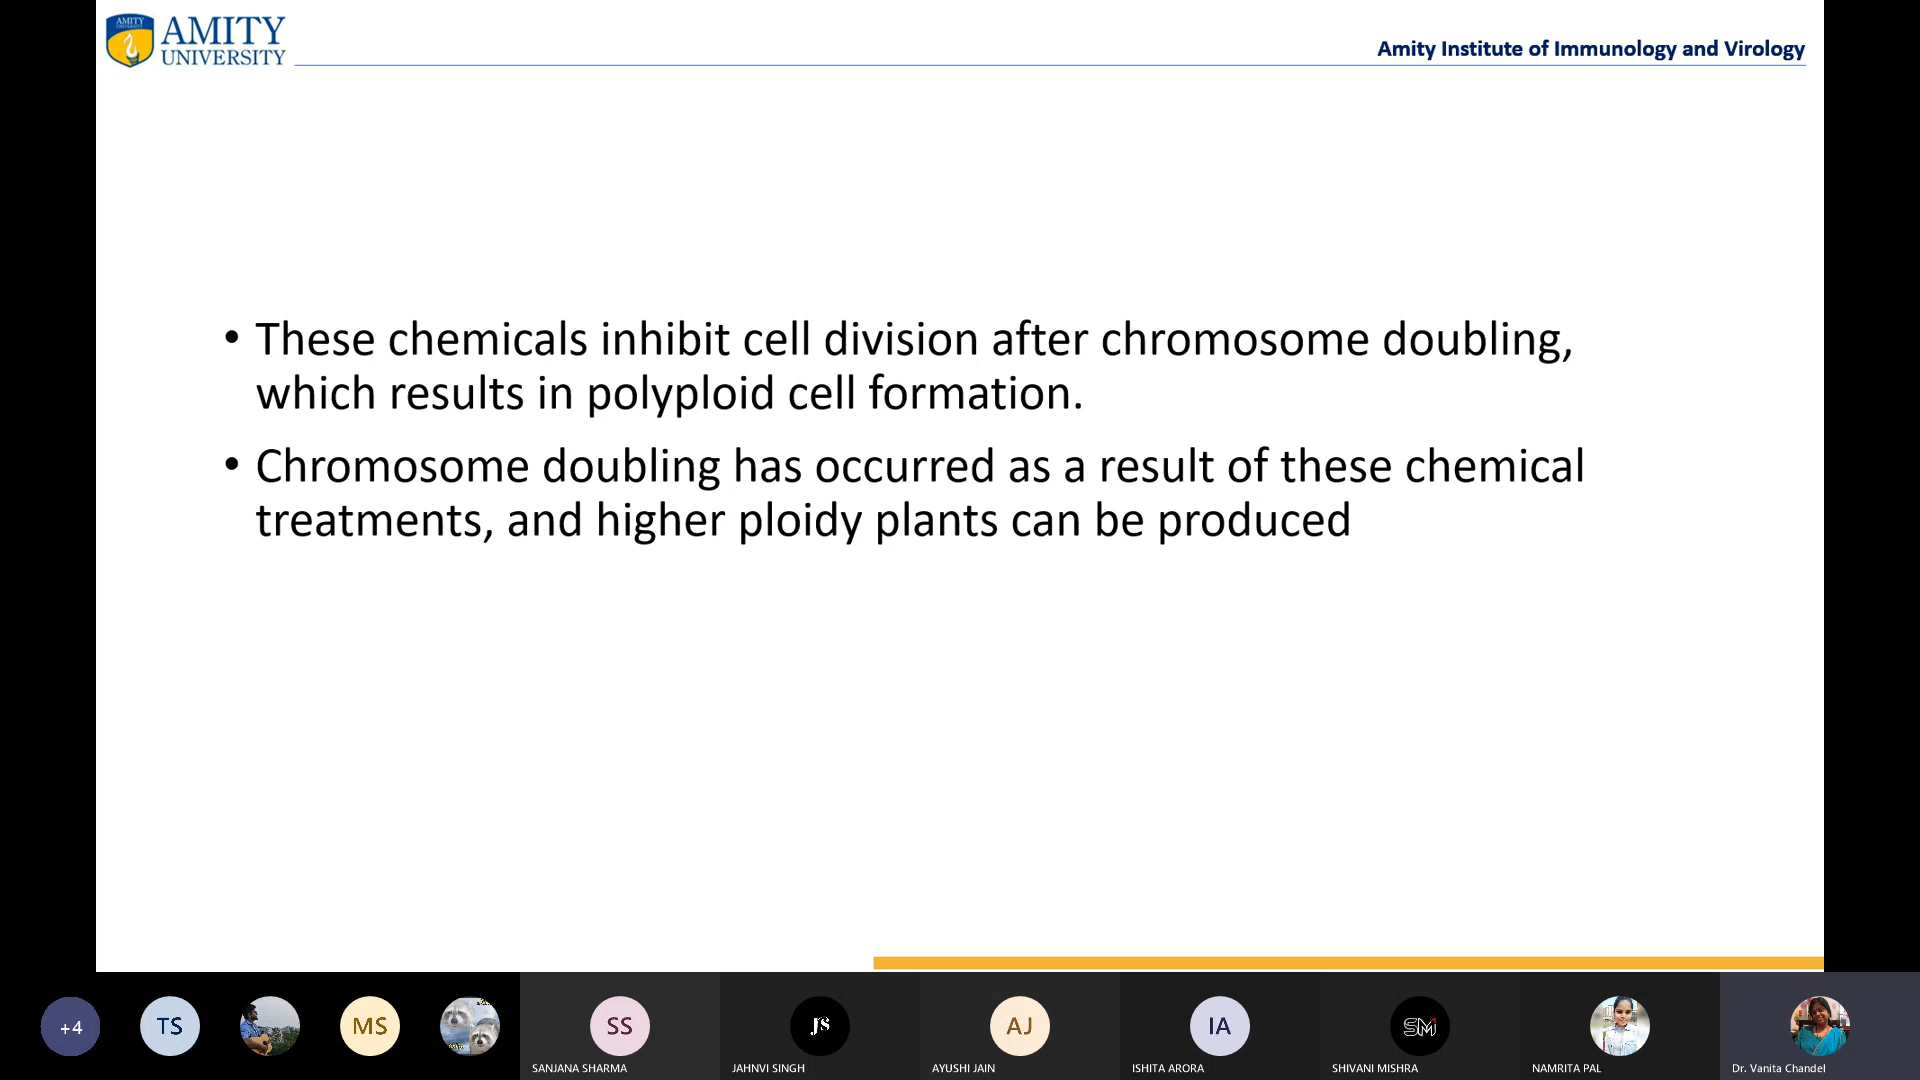 AMITY
AMITY
UNIVERSITY
Amity Institute of Immunology and Virology
• These chemicals inhibit cell division after chromosome doubling,
which results in polyploid cell formation.
• Chromosome doubling has occurred as a result of these chemical
treatments, and higher ploidy plants can be produced
+4
TS
MS
SS
JS
AJ
IA
SM
SANJANA SHARMA
JAHNVI SINGH
AYUSHI JAIN
ISHITA ARORA
SHIVANI MISHRA
NAMRITA PAL
Dr. Vanita Chandel